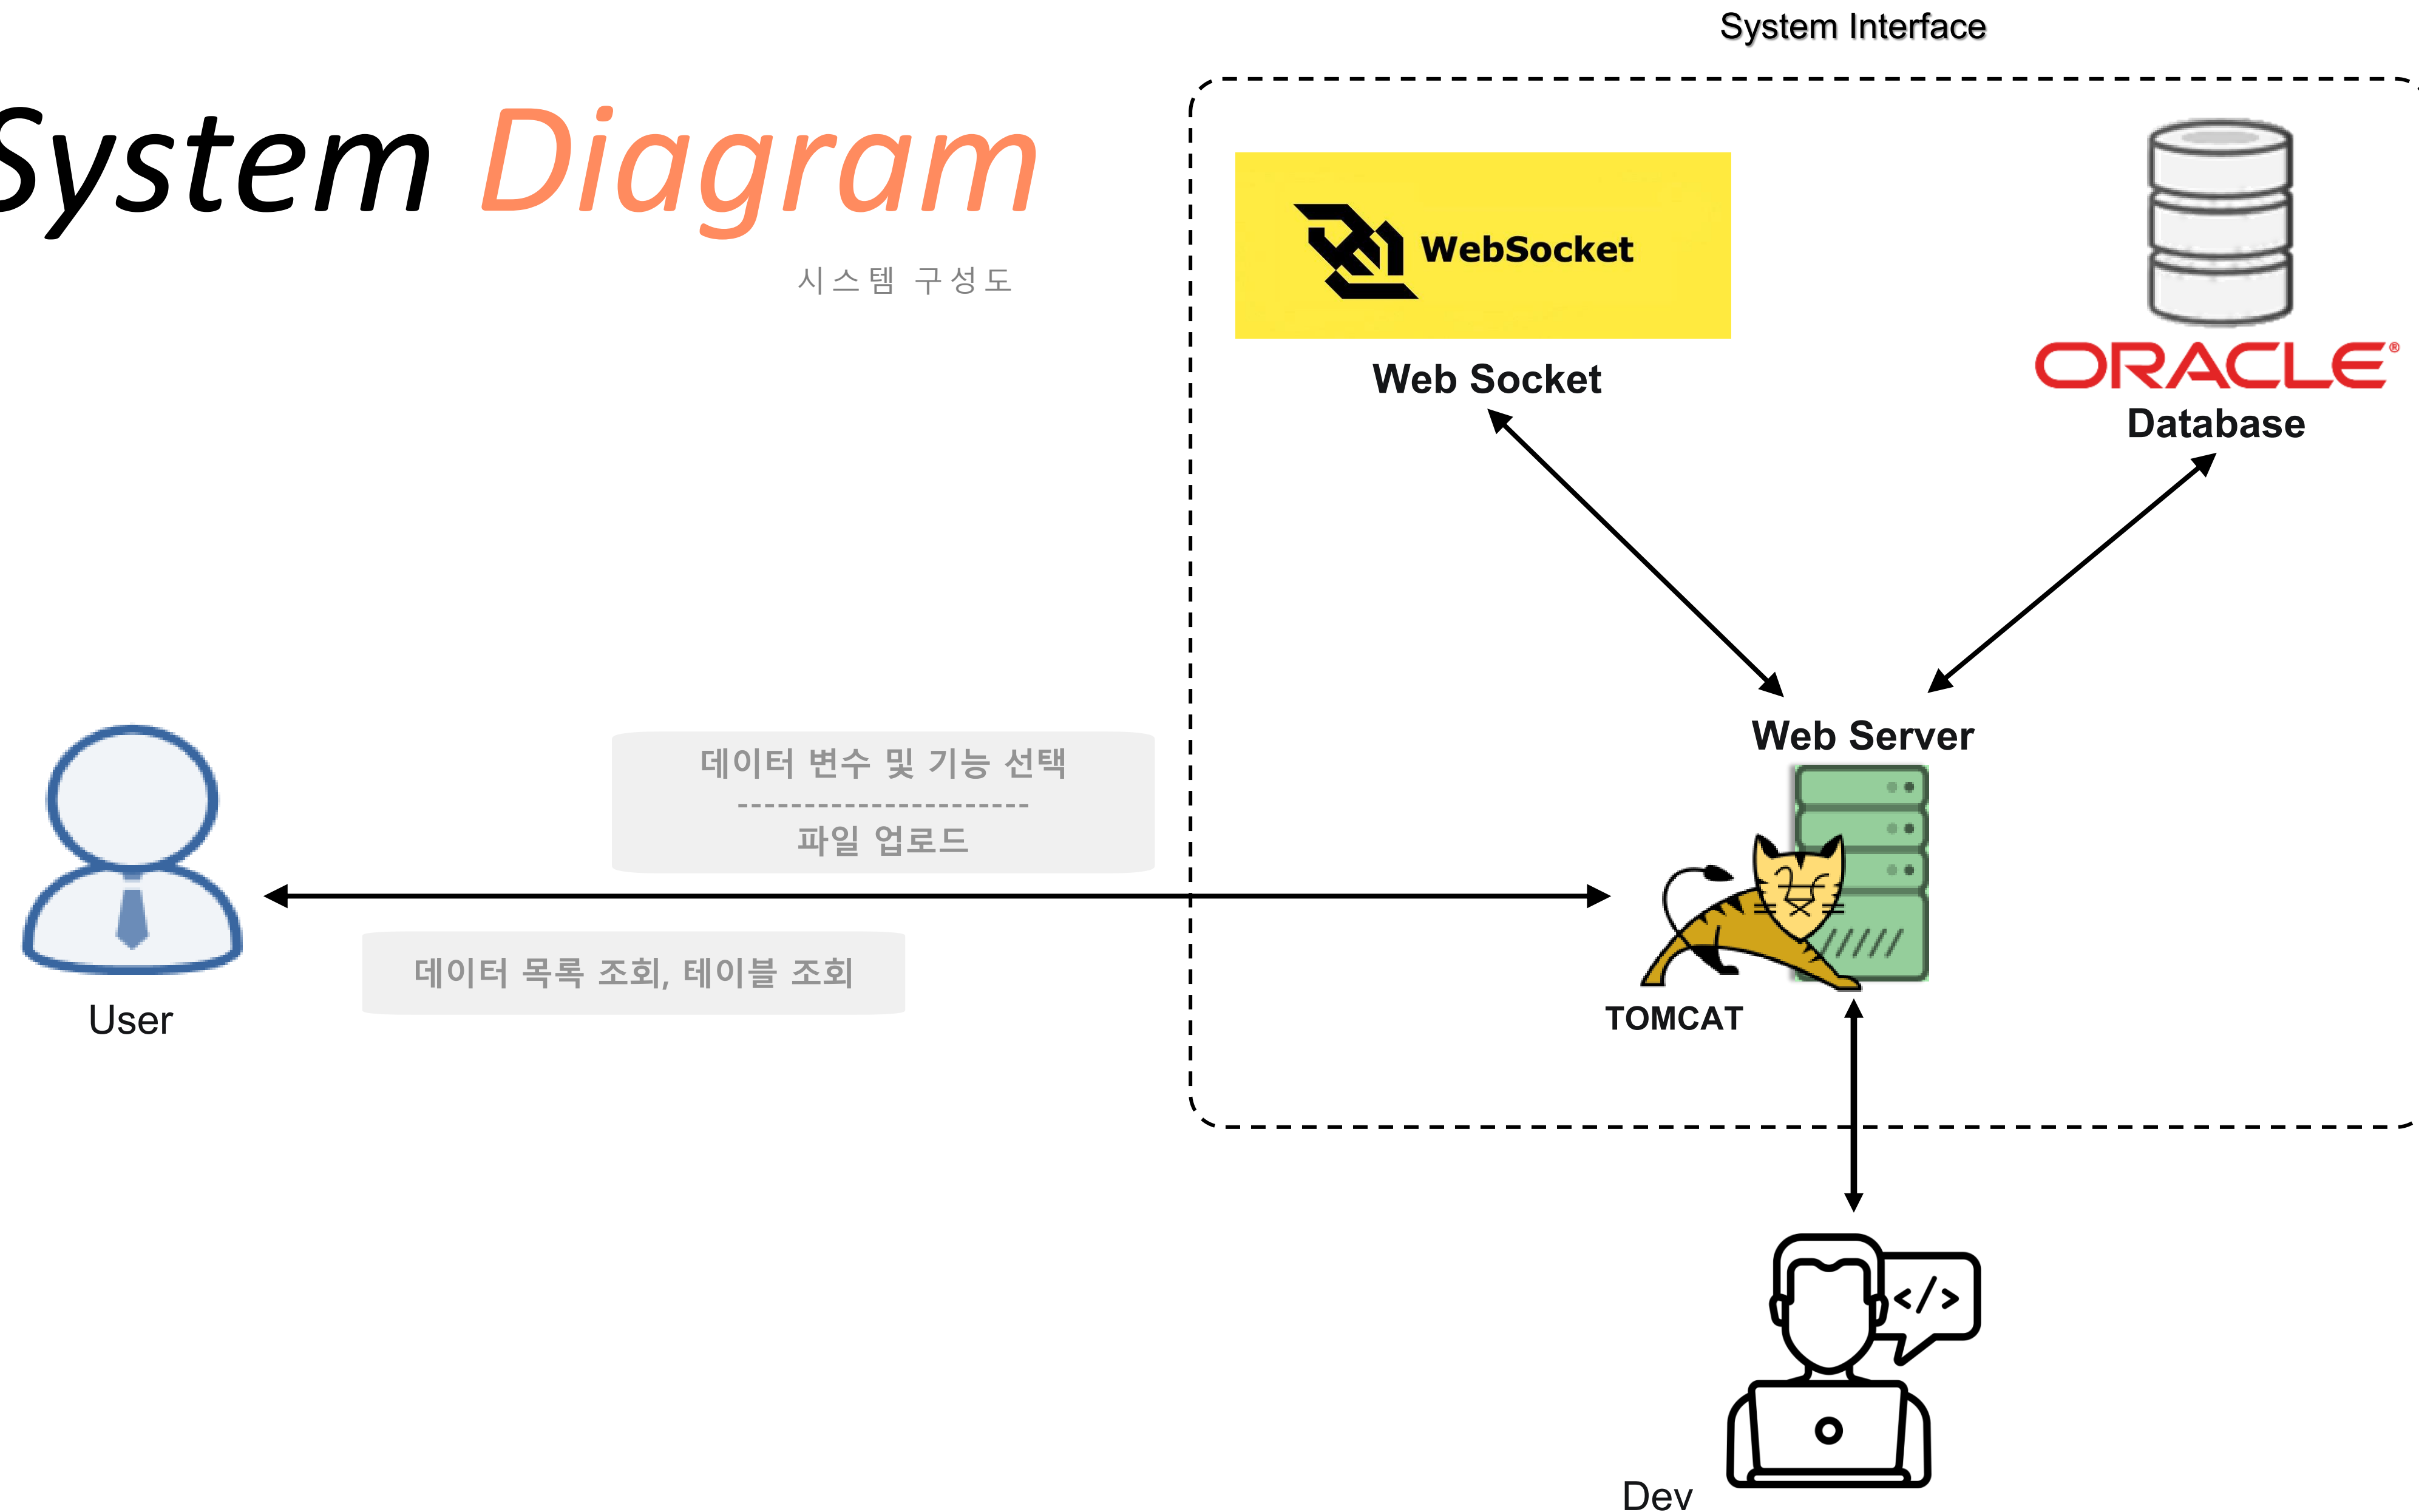 System Interface
System Diagram
시스템 구성도
WebSocket
Web Socket
ORACLE®
Database
Web Server
데이터 변수 및 기능 선택
----------------------
파일 업로드
데이터 목록 조회, 테이블 조회
User
TOMCAT
</>
Dev